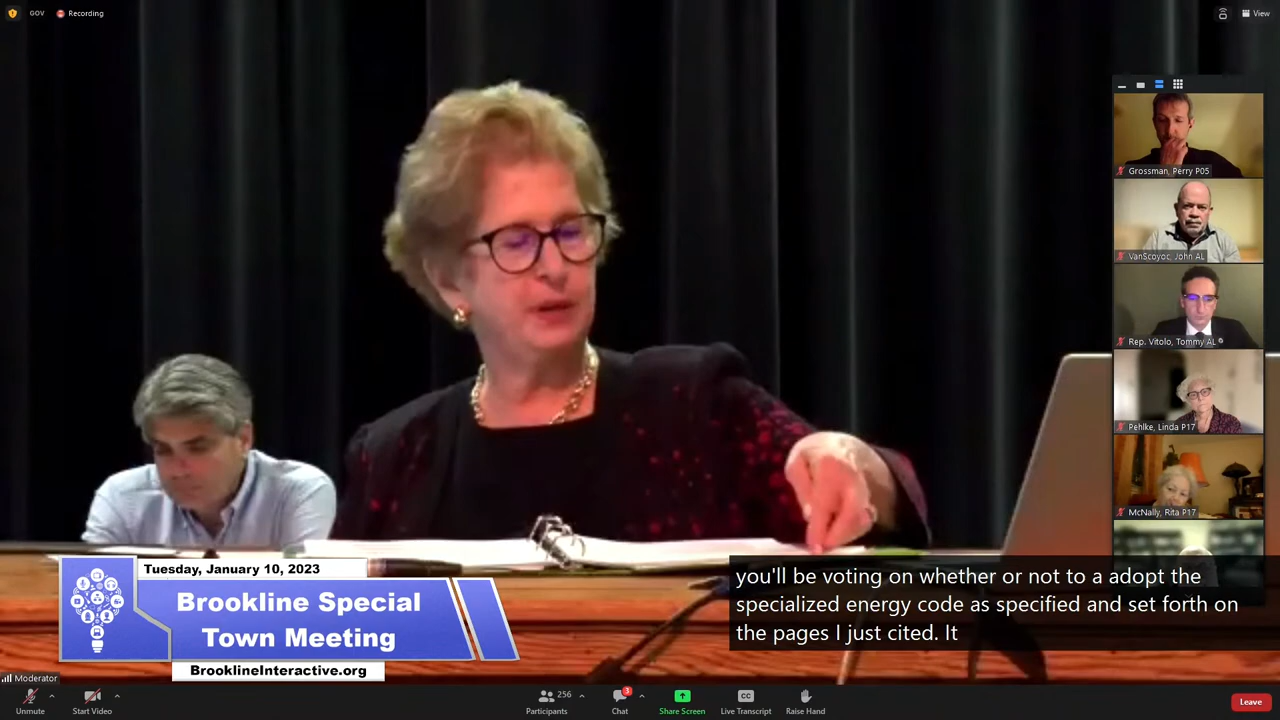 GOV
Recording
View
Grossman, Perry P05
VanScoyoc, John AL
Rep. Vitolo, Tommy AL
Pehlke, Linda P17
McNally, Rita P17
you'll be voting on whether or not to a adopt the
specialized energy code as specified and set forth on
the pages I just cited. It
Tuesday, January 10, 2023
Brookline Special
Town Meeting
BrooklineInteractive.org
Moderator
Unmute
Start Video
256
Participants
3
Chat
Share Screen
CC
Live Transcript
Raise Hand
Leave